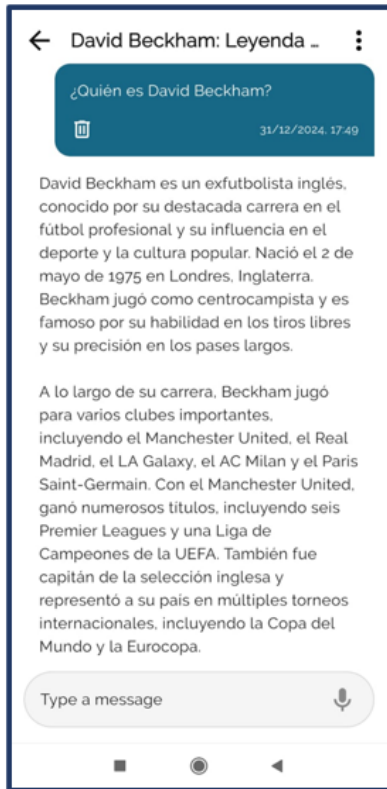 David Beckham: Leyenda ...
¿Quién es David Beckham?
31/12/2024, 17:49
David Beckham es un exfutbolista inglés,
conocido por su destacada carrera en el
fútbol profesional y su influencia en el
deporte y la cultura popular. Nació el 2 de
mayo de 1975 en Londres, Inglaterra.
Beckham jugó como centrocampista y es
famoso por su habilidad en los tiros libres
y su precisión en los pases largos.
A lo largo de su carrera, Beckham jugó
para varios clubes importantes,
incluyendo el Manchester United, el Real
Madrid, el LA Galaxy, el AC Milan y el Paris
Saint-Germain. Con el Manchester United,
ganó numerosos títulos, incluyendo seis
Premier Leagues y una Liga de
Campeones de la UEFA. También fue
capitán de la selección inglesa y
representó a su país en múltiples torneos
internacionales, incluyendo la Copa del
Mundo y la Eurocopa.
Type a message